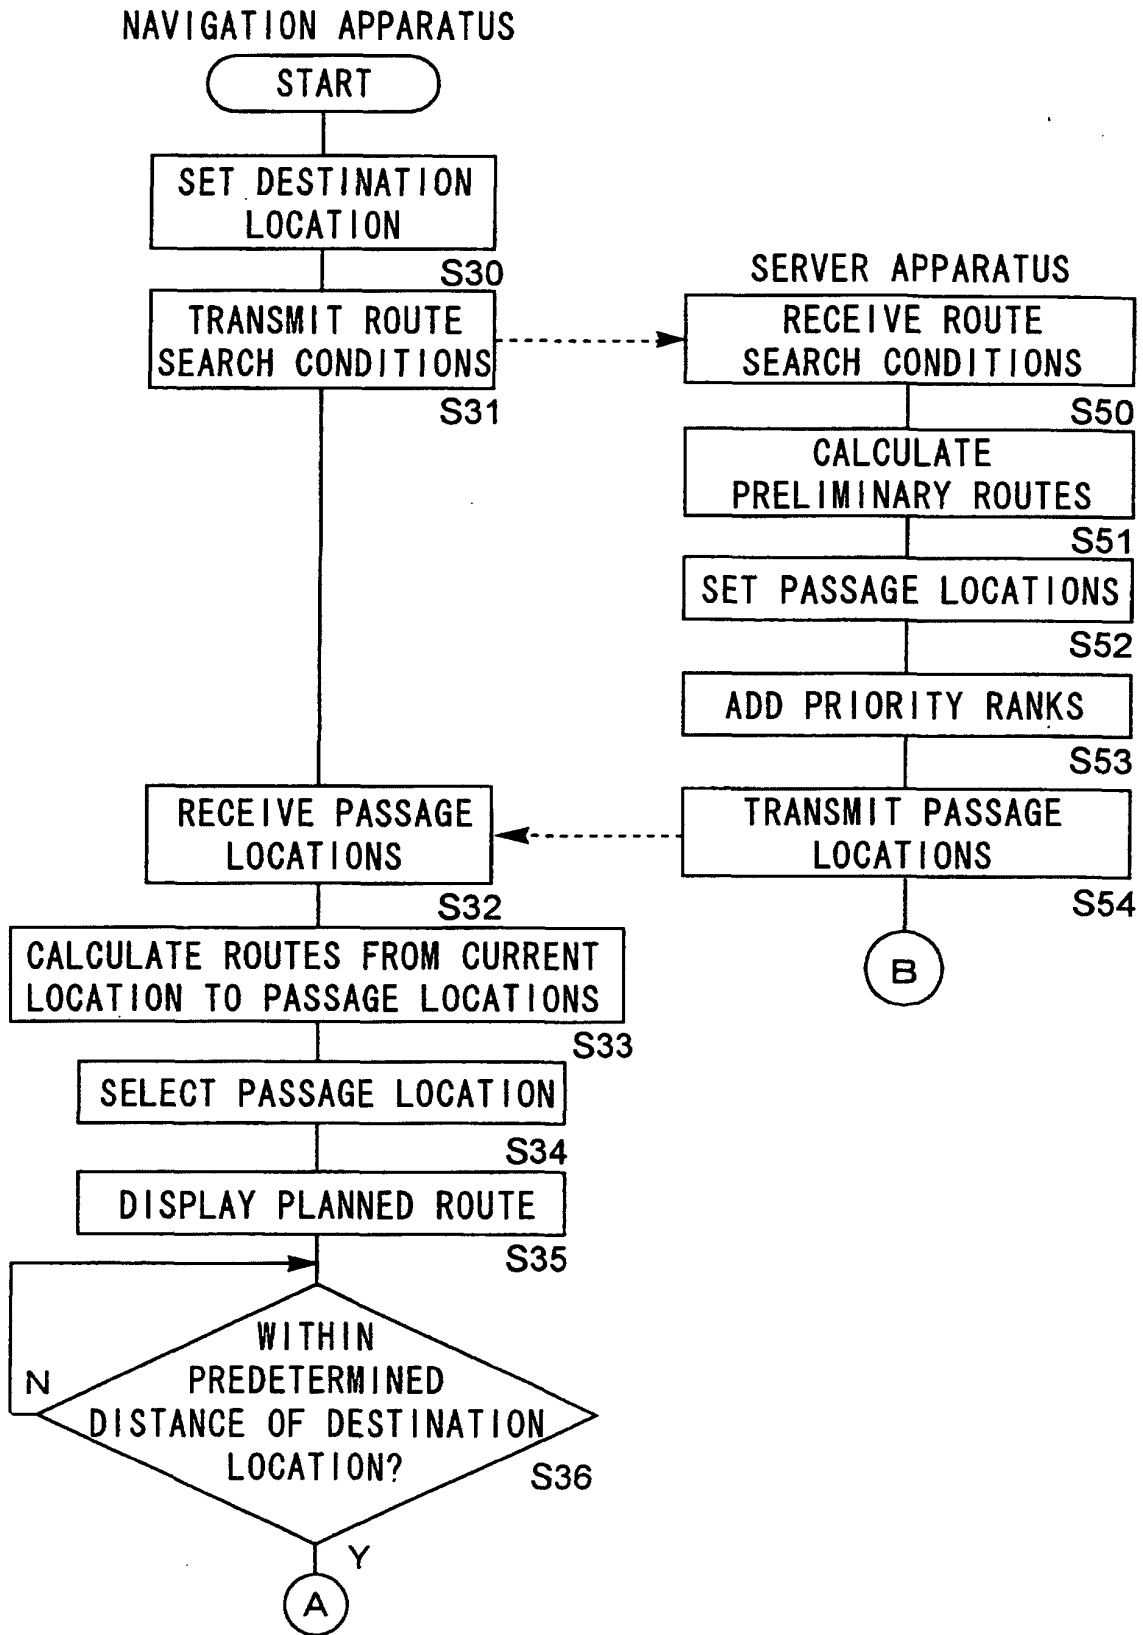 NAVIGATION APPARATUS
START
SET DESTINATION
LOCATION
S30
TRANSMIT ROUTE
SEARCH CONDITIONS
S31
SERVER APPARATUS
RECEIVE ROUTE
SEARCH CONDITIONS
S50
CALCULATE
PRELIMINARY ROUTES
S51
SET PASSAGE LOCATIONS
S52
ADD PRIORITY RANKS
S53
TRANSMIT PASSAGE
LOCATIONS
S54
B
RECEIVE PASSAGE
LOCATIONS
S32
CALCULATE ROUTES FROM CURRENT
LOCATION TO PASSAGE LOCATIONS
S33
SELECT PASSAGE LOCATION
S34
DISPLAY PLANNED ROUTE
S35
WITHIN
PREDETERMINED
DISTANCE OF DESTINATION
LOCATION?
N
S36
Y
A